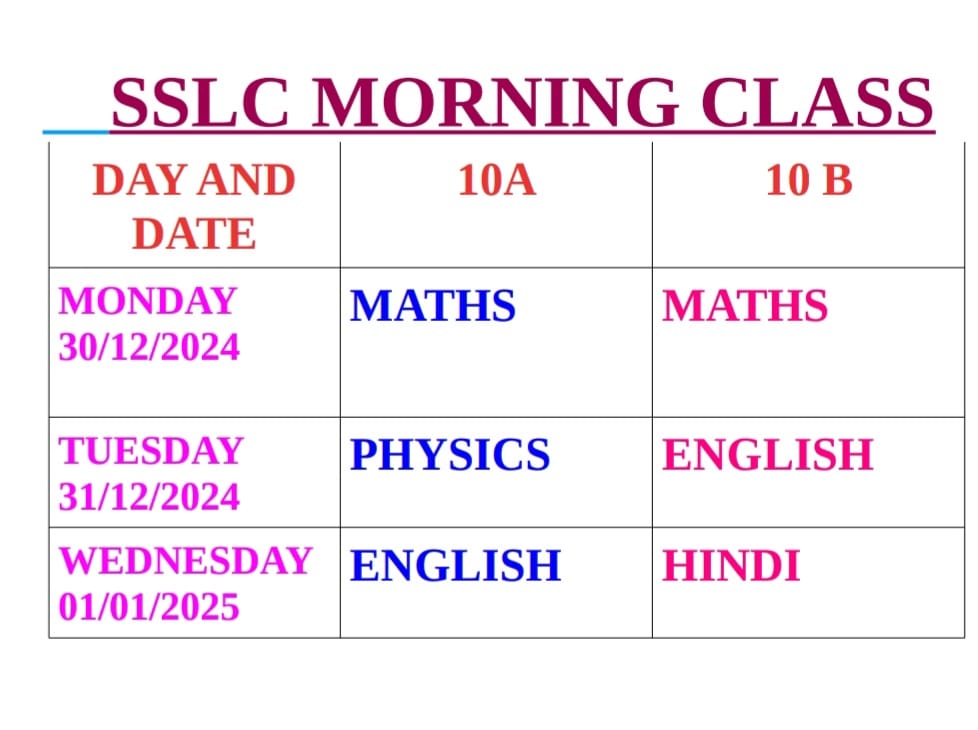 SSLC MORNING CLASS
DAY AND DATE 10A 10 B
MONDAY 30/12/2024 MATHS MATHS
TUESDAY 31/12/2024 PHYSICS ENGLISH
WEDNESDAY 01/01/2025 ENGLISH HINDI